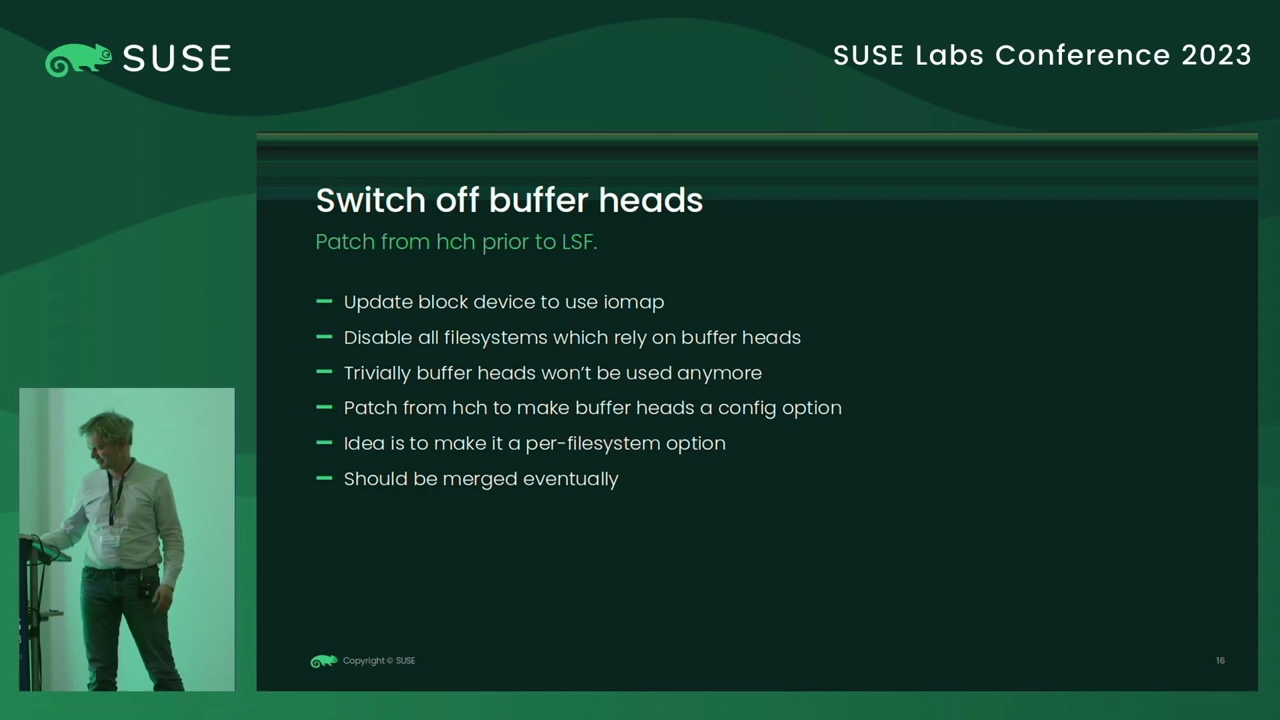 SUSE
SUSE Labs Conference 2023
Switch off buffer heads
Patch from hch prior to LSF.
Update block device to use iomap
Disable all filesystems which rely on buffer heads
Trivially buffer heads won't be used anymore
Patch from hch to make buffer heads a config option
Idea is to make it a per-filesystem option
Should be merged eventually
Copyright © SUSE
16